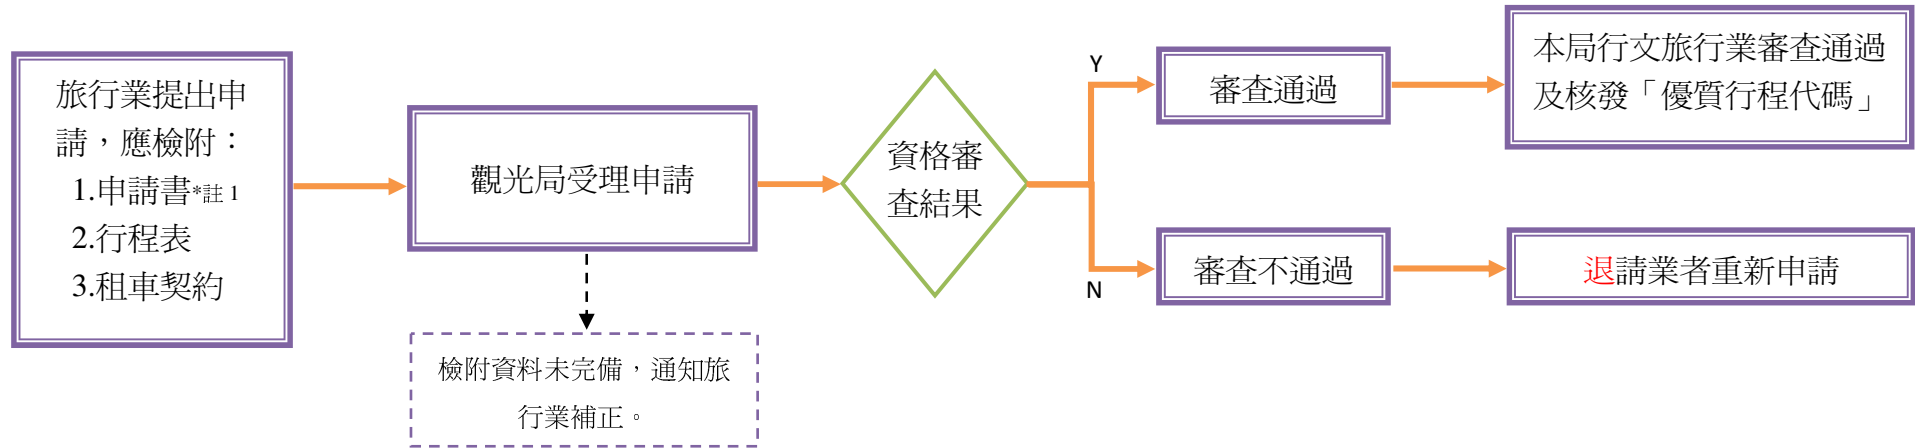 旅行業提出申
請，應檢附：
1.申請書*註 1
2.行程表
3.租車契約
觀光局受理申請
檢附資料未完備，通知旅
行業補正。
資格審
查結果
Y
審查通過
本局行文旅行業審查通過
及核發「優質行程代碼」
N
審查不通過
退請業者重新申請